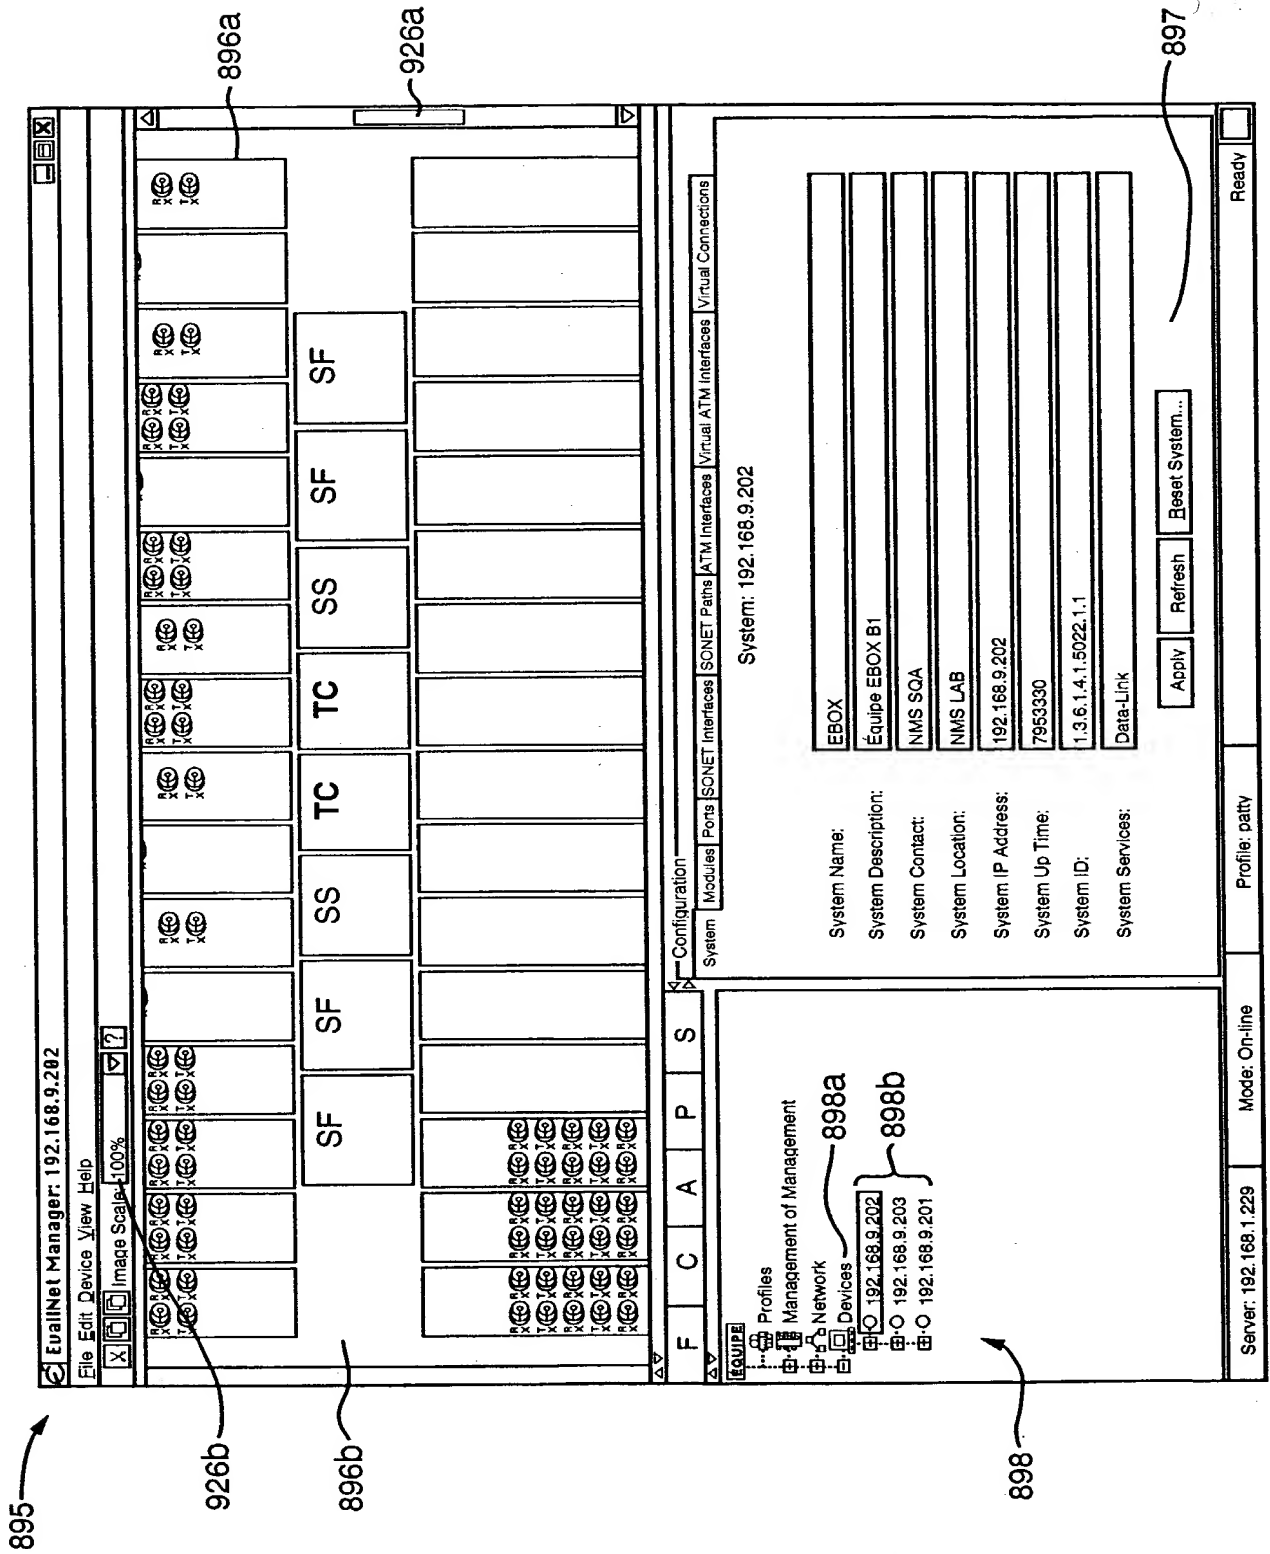 895
EuallNet Manager: 192.168.9.202
File Edit Device View Help
X Image Scale: 100% ?
926b
896a
926a
896b
SF SF SS TC TC SS SF SF
F C A P S
EQUIPE
Profiles
Management of Management
Network
Devices
192.168.9.202
192.168.9.203
192.168.9.201
898a
898b
898
Configuration
System Modules Ports SONET Interfaces SONET Paths ATM Interfaces Virtual ATM Interfaces Virtual Connections
System: 192.168.9.202
System Name: EBOX
System Description: Équipe EBOX B1
System Contact: NMS SQA
System Location: NMS LAB
System IP Address: 192.168.9.202
System Up Time: 7953330
System ID: 1.3.6.1.4.1.5022.1.1
System Services: Data-Link
Apply Refresh Reset System...
897
Server: 192.168.1.229 Mode: On-line Profile: patty Ready